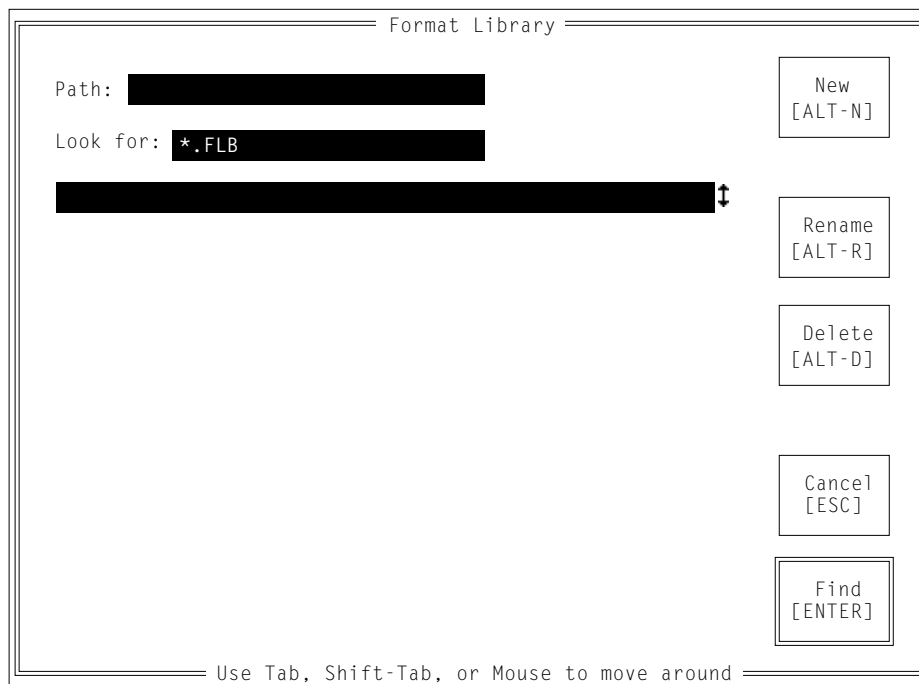 Format Library
Path:
Look for: *.FLB
New
[ALT-N]
Rename
[ALT-R]
Delete
[ALT-D]
Cancel
[ESC]
Find
[ENTER]
Use Tab, Shift-Tab, or Mouse to move around